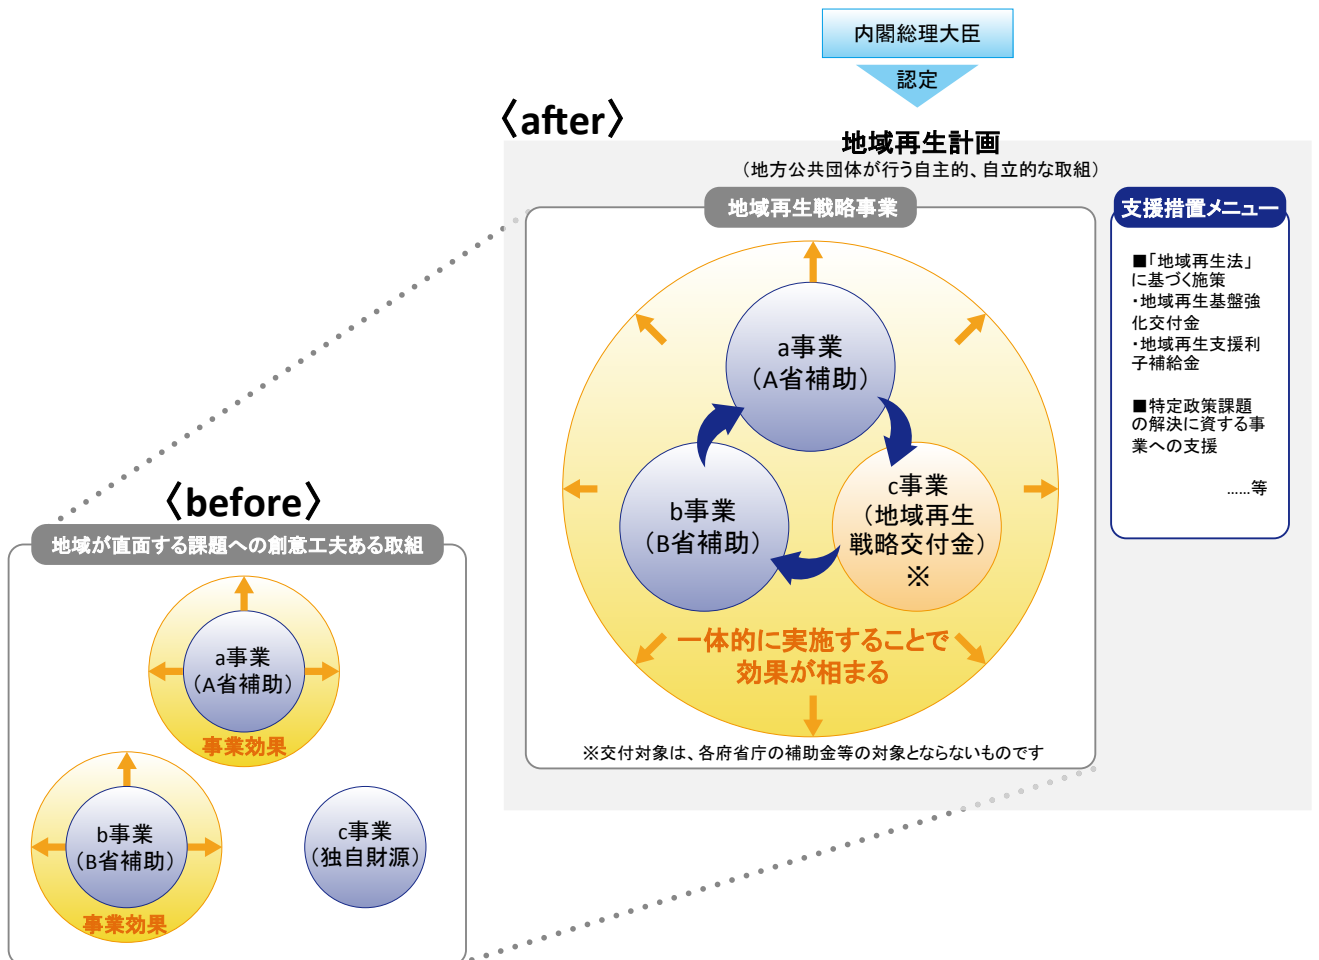 内閣総理大臣
認定
〈after〉
地域再生計画
（地方公共団体が行う自主的、自立的な取組）
地域再生戦略事業
a事業
（A省補助）
b事業
（B省補助）
c事業
（地域再生
戦略交付金）
※
一体的に実施することで
効果が相まる
※交付対象は、各府省庁の補助金等の対象とならないものです
支援措置メニュー
■「地域再生法」
に基づく施策
・地域再生基盤強
化交付金
・地域再生支援利
子補給金
■特定政策課題
の解決に資する事
業への支援
……等
〈before〉
地域が直面する課題への創意工夫ある取組
a事業
（A省補助）
事業効果
b事業
（B省補助）
事業効果
c事業
（独自財源）